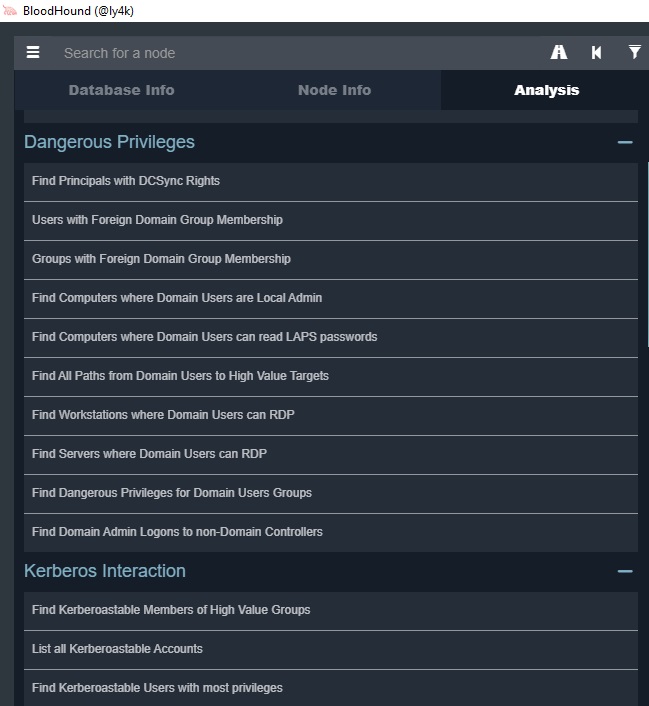 BloodHound (@ly4k)
Search for a node
Database Info
Node Info
Analysis
Dangerous Privileges
Find Principals with DCSync Rights
Users with Foreign Domain Group Membership
Groups with Foreign Domain Group Membership
Find Computers where Domain Users are Local Admin
Find Computers where Domain Users can read LAPS passwords
Find All Paths from Domain Users to High Value Targets
Find Workstations where Domain Users can RDP
Find Servers where Domain Users can RDP
Find Dangerous Privileges for Domain Users Groups
Find Domain Admin Logons to non-Domain Controllers
Kerberos Interaction
Find Kerberoastable Members of High Value Groups
List all Kerberoastable Accounts
Find Kerberoastable Users with most privileges